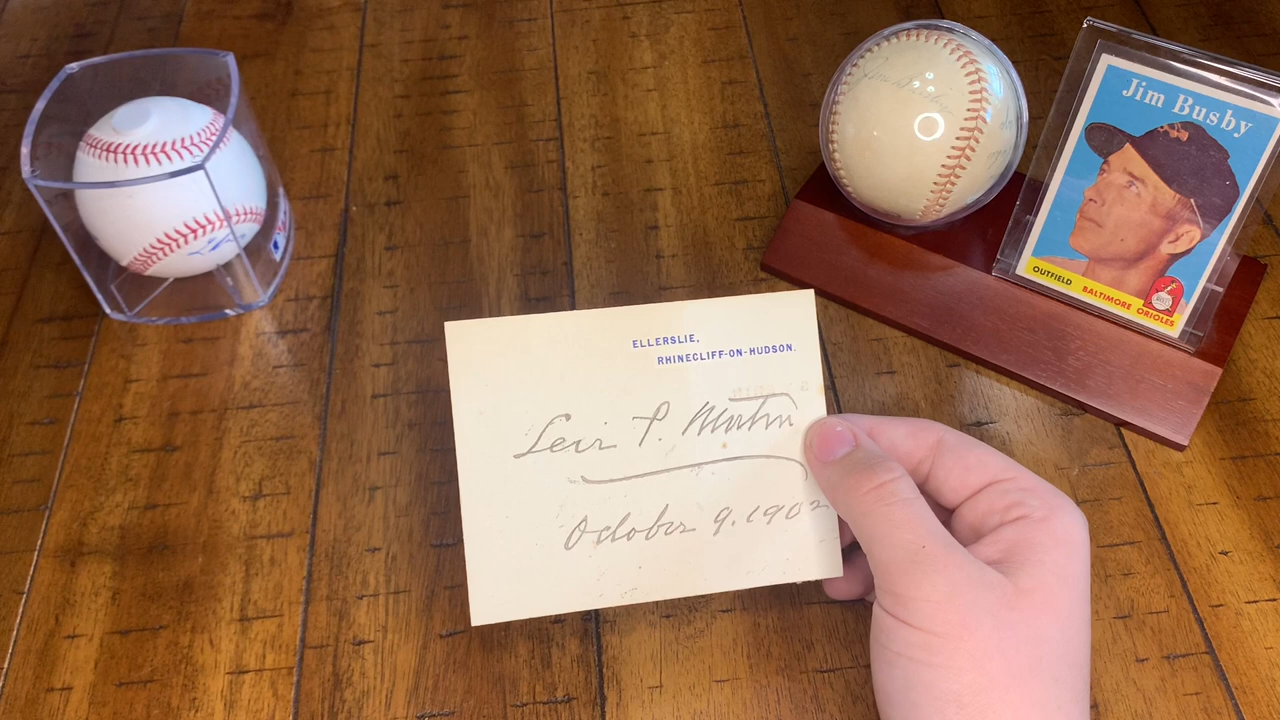 ELLERSLIE,
RHINECLIFF-ON-HUDSON.
Levi P. Morton
October 9. 1902
Jim Busby
OUTFIELD BALTIMORE ORIOLES